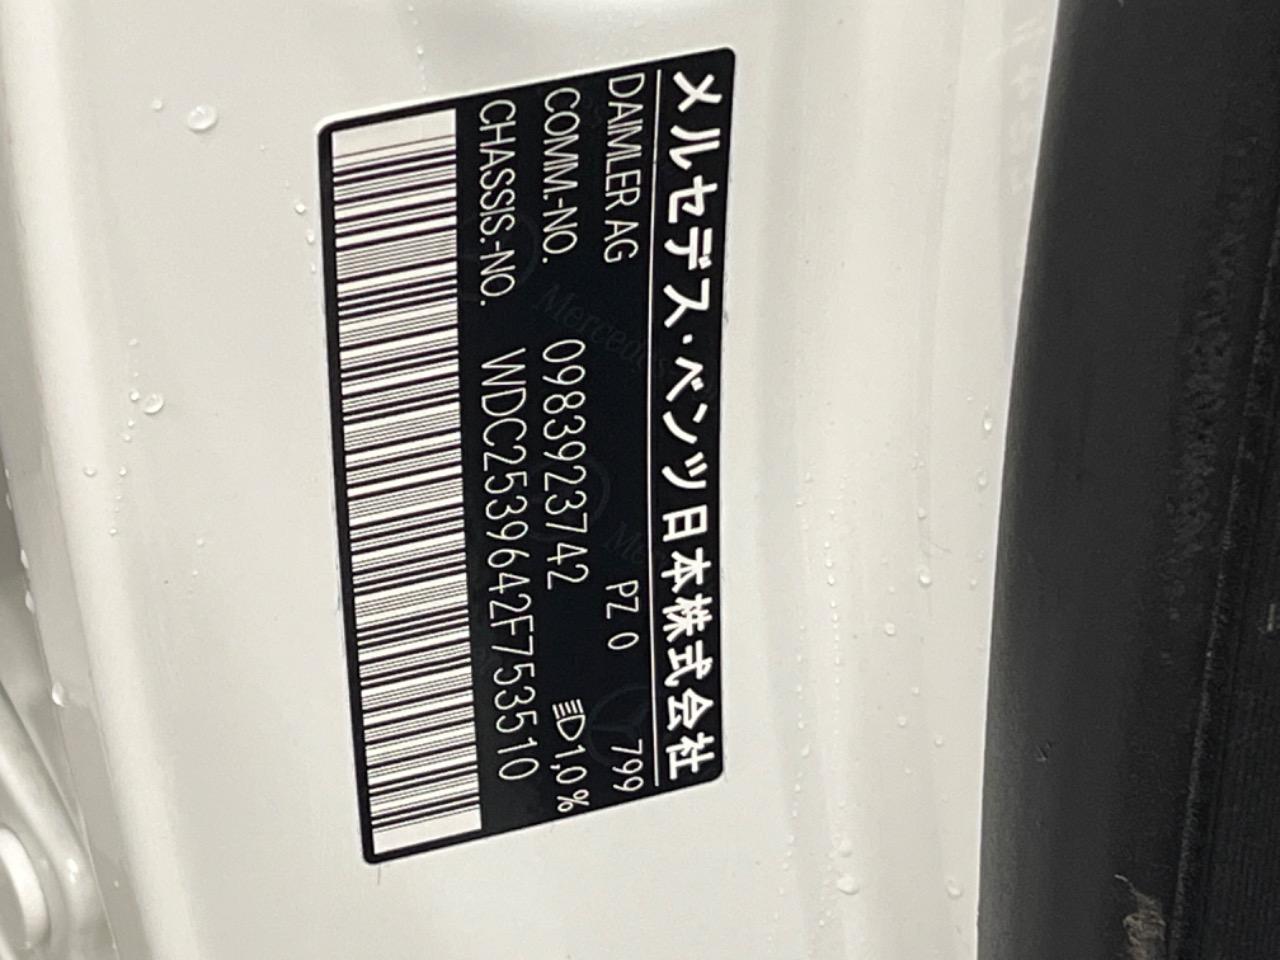 メルセデス・ベンツ日本株式会社
DAIMLER AG PZ 0 799
COMM.-NO. 0983923742 1,0 %
CHASSIS.-NO. WDC2539642F753510